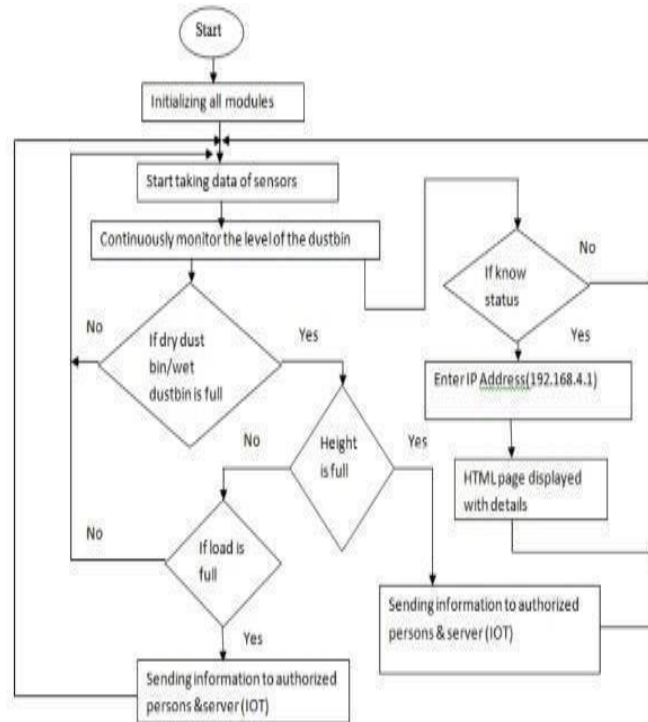 Start
Initializing all modules
Start taking data of sensors
Continuously monitor the level of the dustbin
If know
status
No
Yes
No
If dry dust
bin/wet
dustbin is full
Yes
Enter IP Address(192.168.4.1)
No
Height
is full
Yes
HTML page displayed
with details
No
If load is
full
Yes
Sending information to authorized
persons & server (IOT)
Sending information to authorized
persons &server (IOT)